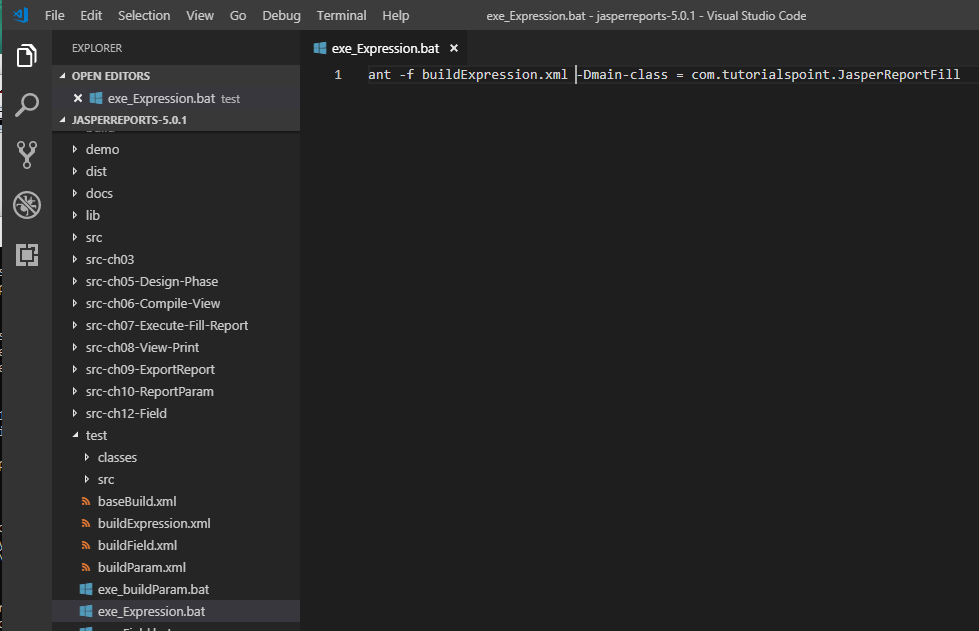 File Edit Selection View Go Debug Terminal Help exe_Expression.bat - jasperreports-5.0.1 - Visual Studio Code
EXPLORER
OPEN EDITORS
exe_Expression.bat test
JASPERREPORTS-5.0.1
demo
dist
docs
lib
src
src-ch03
src-ch05-Design-Phase
src-ch06-Compile-View
src-ch07-Execute-Fill-Report
src-ch08-View-Print
src-ch09-ExportReport
src-ch10-ReportParam
src-ch12-Field
test
classes
src
baseBuild.xml
buildExpression.xml
buildField.xml
buildParam.xml
exe_buildParam.bat
exe_Expression.bat
exe_Expression.bat
1 ant -f buildExpression.xml -Dmain-class = com.tutorialspoint.JasperReportFill